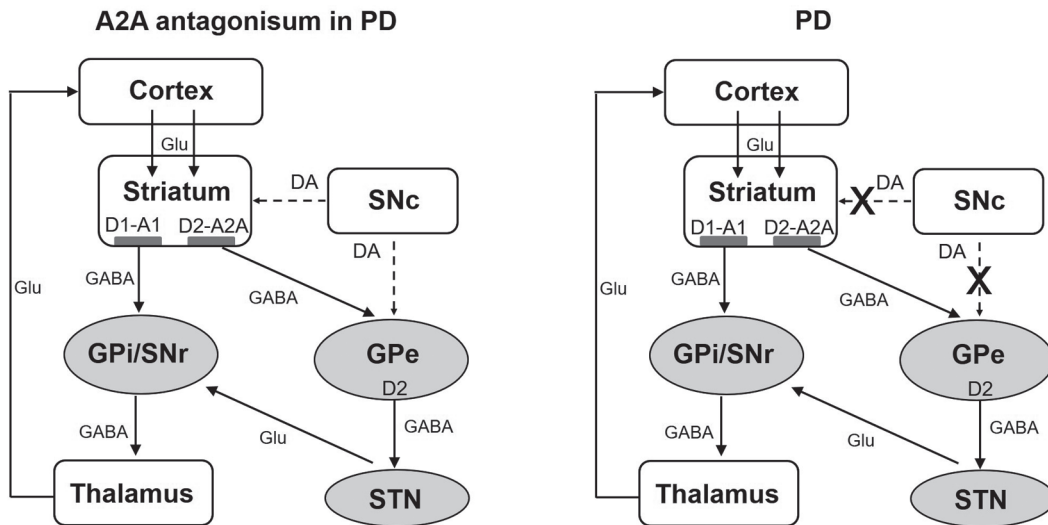 A2A antagonisum in PD
Cortex
Glu
Striatum
D1-A1 D2-A2A
DA
SNc
DA
GABA
GABA
Glu
GPi/SNr
GPe
D2
GABA
Glu
GABA
Thalamus
STN
PD
Cortex
Glu
Striatum
D1-A1 D2-A2A
X
DA
SNc
DA
X
GABA
GABA
Glu
GPi/SNr
GPe
D2
GABA
Glu
GABA
Thalamus
STN